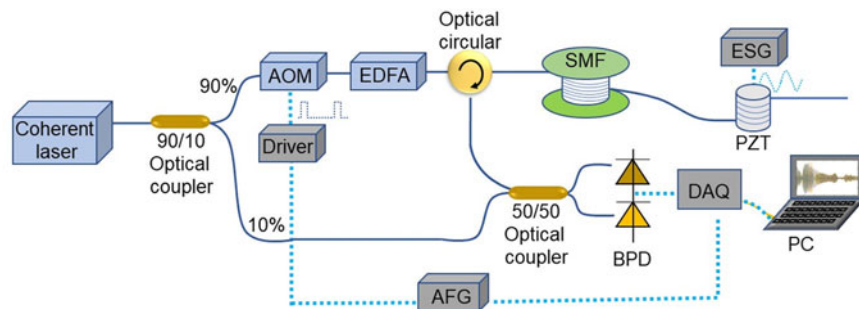 Optical
circular
ESG
SMF
AOM
EDFA
90%
Coherent
laser
90/10
Optical
coupler
Driver
PZT
DAQ
10%
50/50
Optical
coupler
BPD
PC
AFG